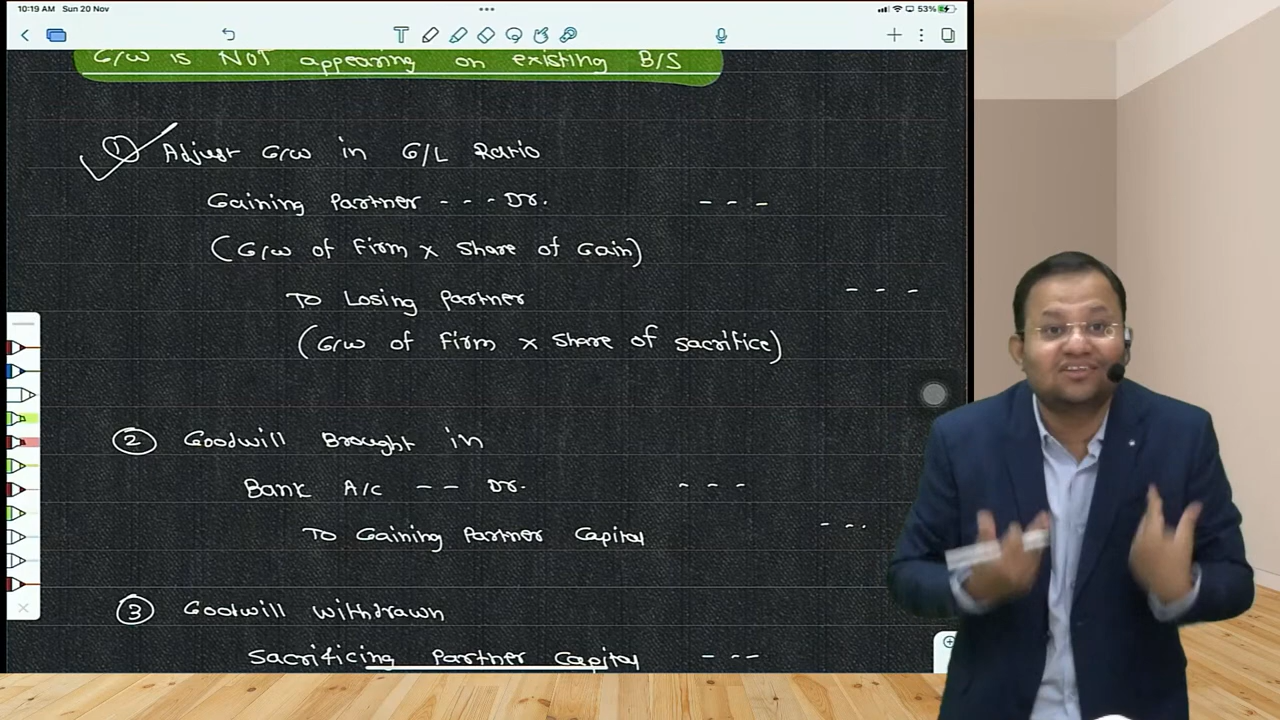 10:19 AM Sun 20 Nov
53%
G/w is NOT appearing on existing B/S
① Adjust G/w in G/L Ratio
Gaining Partner - - - Dr. - - -
(G/w of Firm x Share of Gain)
To Losing Partner - - -
(G/w of Firm x Share of sacrifice)
② Goodwill Brought in
Bank A/c - - Dr. - - -
To Gaining Partner Capital - - -
③ Goodwill withdrawn
Sacrificing Partner Capital - - -